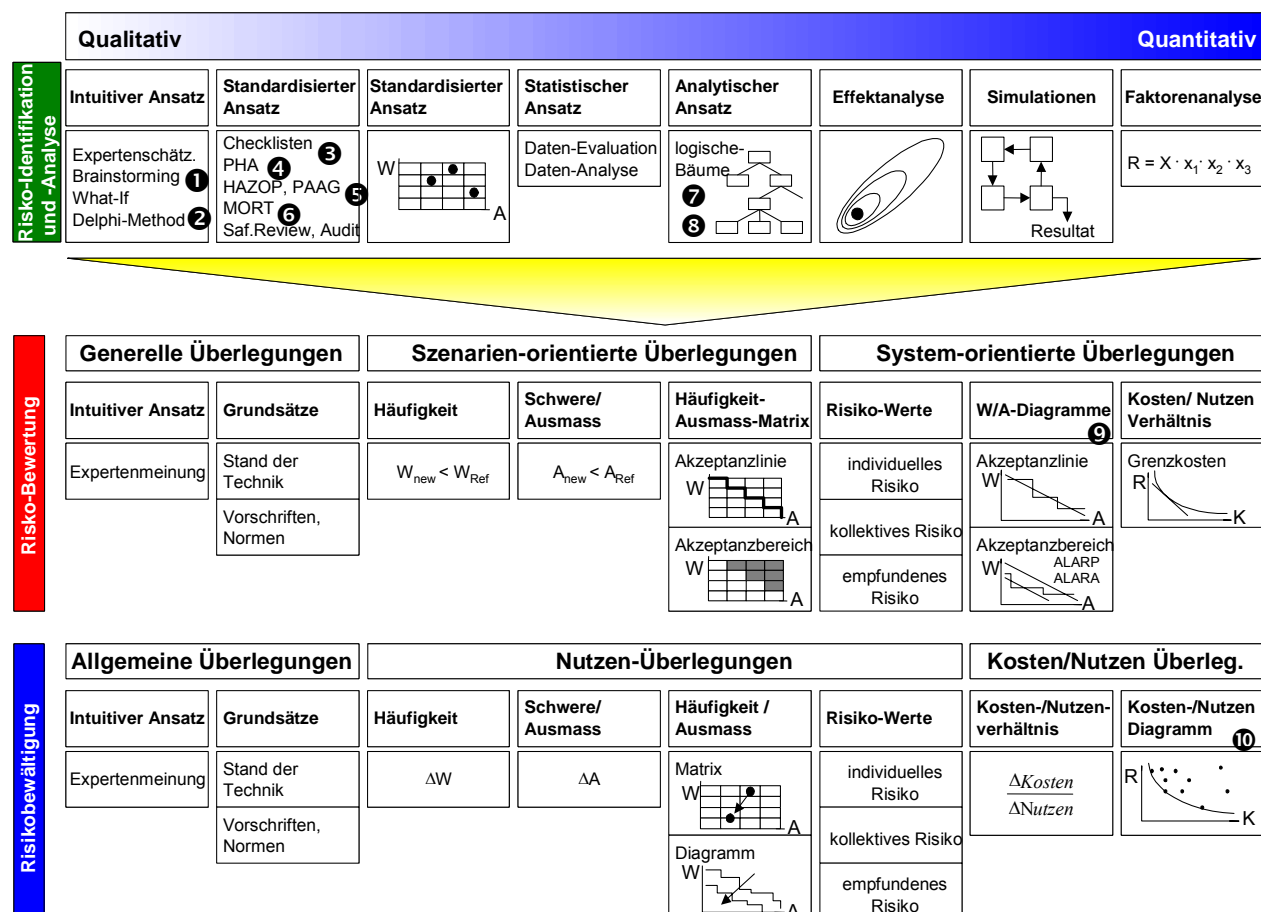 Qualitativ
Quantitativ
Risko-Identifikation
und -Analyse
Intuitiver Ansatz
Standardisierter
Ansatz
Standardisierter
Ansatz
Statistischer
Ansatz
Analytischer
Ansatz
Effektanalyse
Simulationen
Faktorenanalyse
Expertenschätz.
Brainstorming ❶
What-If
Delphi-Method ❷
Checklisten ❸
PHA ❹
HAZOP, PAAG ❺
MORT ❻
Saf.Review, Audit
W
A
Daten-Evaluation
Daten-Analyse
logische-
Bäume
❼
❽
Resultat
R = X · x1 · x2 · x3
Risko-Bewertung
Generelle Überlegungen
Szenarien-orientierte Überlegungen
System-orientierte Überlegungen
Intuitiver Ansatz
Grundsätze
Häufigkeit
Schwere/
Ausmass
Häufigkeit-
Ausmass-Matrix
Risiko-Werte
W/A-Diagramme
❾
Kosten/ Nutzen
Verhältnis
Expertenmeinung
Stand der
Technik
Vorschriften,
Normen
Wnew < WRef
Anew < ARef
Akzeptanzlinie
W
A
Akzeptanzbereich
W
A
individuelles
Risiko
kollektives Risiko
empfundenes
Risiko
Akzeptanzlinie
W
A
Akzeptanzbereich
W
ALARP
ALARA
A
Grenzkosten
R
K
Risikobewältigung
Allgemeine Überlegungen
Nutzen-Überlegungen
Kosten/Nutzen Überleg.
Intuitiver Ansatz
Grundsätze
Häufigkeit
Schwere/
Ausmass
Häufigkeit /
Ausmass
Risiko-Werte
Kosten-/Nutzen-
verhältnis
Kosten-/Nutzen
Diagramm ❿
Expertenmeinung
Stand der
Technik
Vorschriften,
Normen
ΔW
ΔA
Matrix
W
A
Diagramm
W
A
individuelles
Risiko
kollektives Risiko
empfundenes
Risiko
ΔKosten
ΔNutzen
R
K